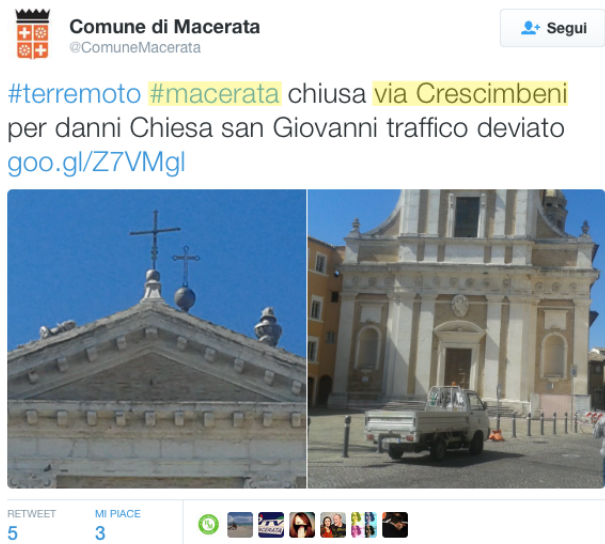 Comune di Macerata
@ComuneMacerata
Segui
#terremoto #macerata chiusa via Crescimbeni
per danni Chiesa san Giovanni traffico deviato
goo.gl/Z7VMgl
RETWEET MI PIACE
5 3